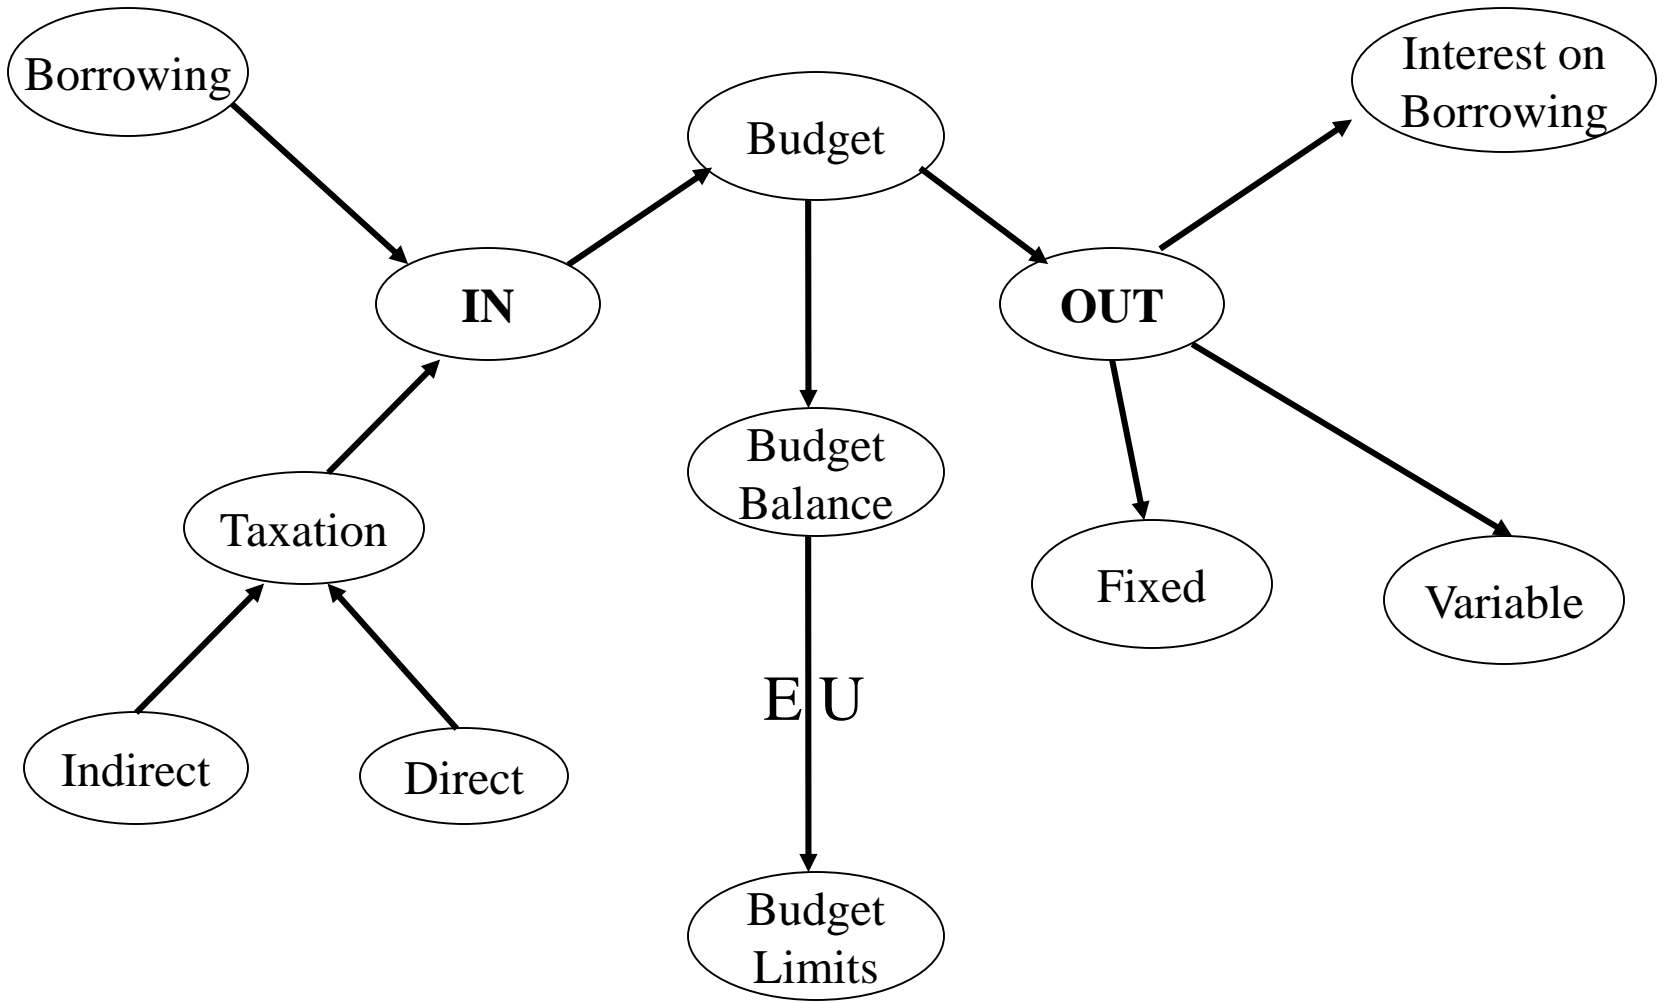 Borrowing
Budget
Interest on
Borrowing
IN
OUT
Budget
Balance
Taxation
Fixed
Variable
E U
Indirect
Direct
Budget
Limits